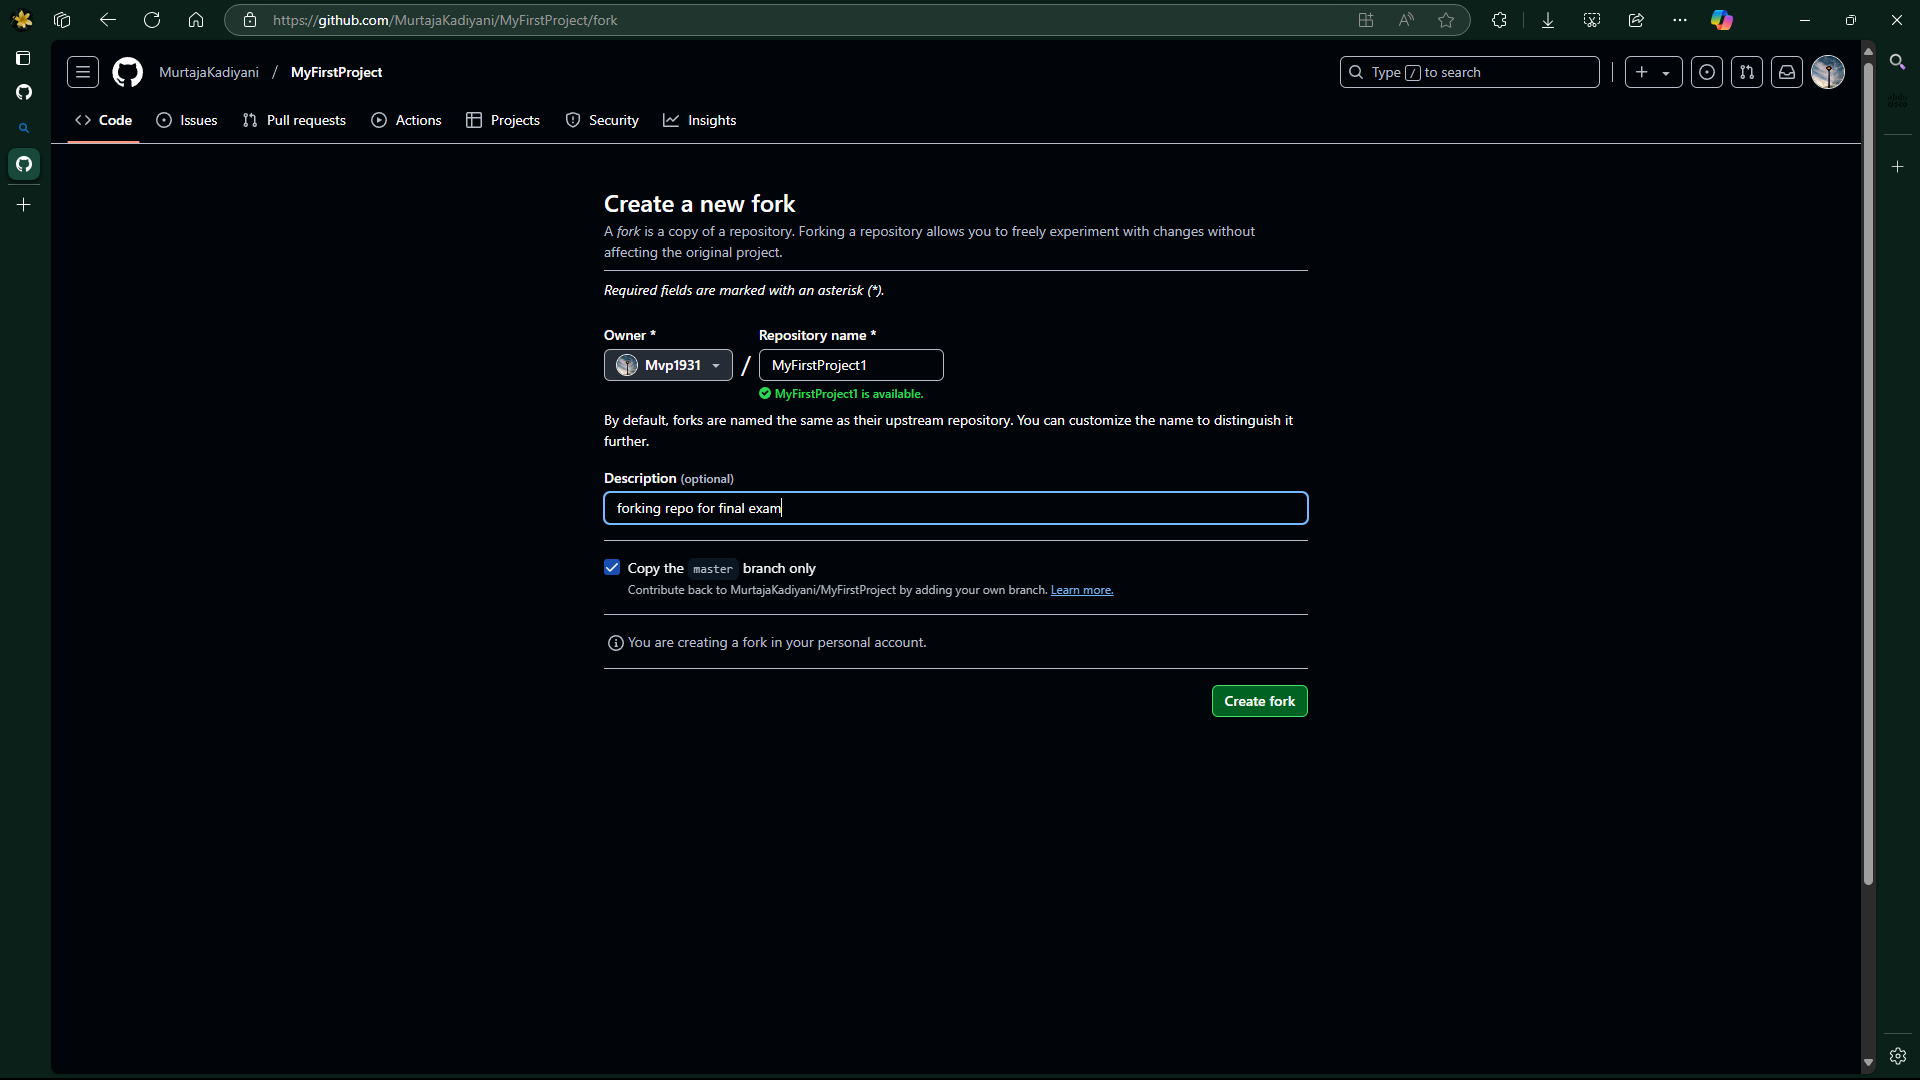 https://github.com/MurtajaKadiyani/MyFirstProject/fork
MurtajaKadiyani / MyFirstProject
Type / to search
Code Issues Pull requests Actions Projects Security Insights
Create a new fork
A fork is a copy of a repository. Forking a repository allows you to freely experiment with changes without
affecting the original project.
Required fields are marked with an asterisk (*).
Owner * Repository name *
Mvp1931 / MyFirstProject1
MyFirstProject1 is available.
By default, forks are named the same as their upstream repository. You can customize the name to distinguish it
further.
Description (optional)
forking repo for final exam
Copy the master branch only
Contribute back to MurtajaKadiyani/MyFirstProject by adding your own branch. Learn more.
You are creating a fork in your personal account.
Create fork